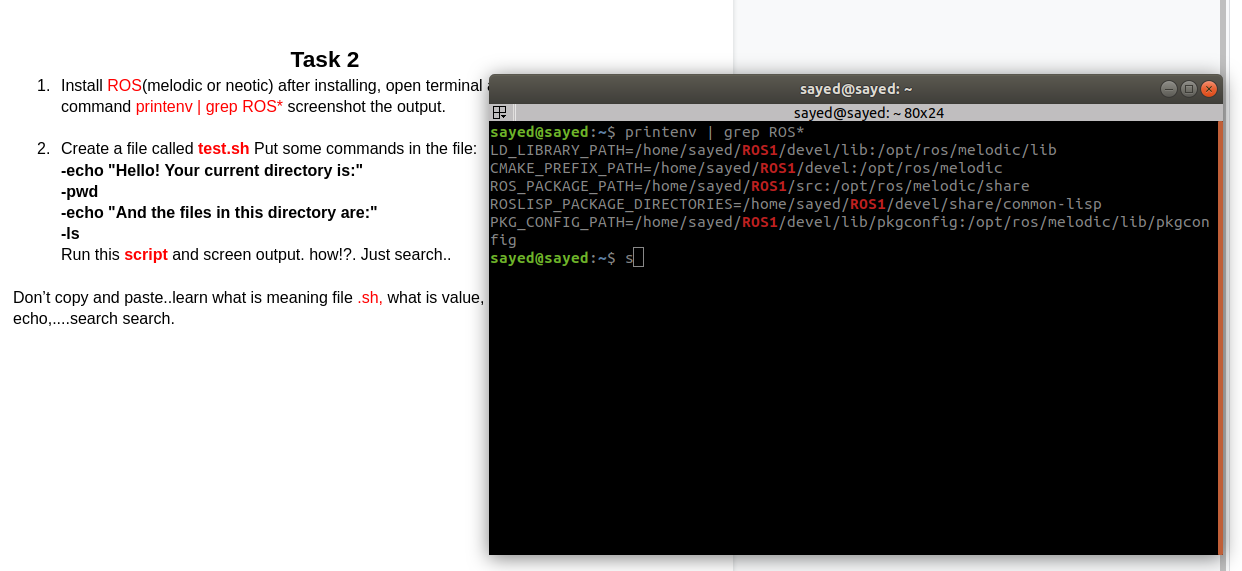 Task 2
1. Install ROS(melodic or neotic) after installing, open terminal
command printenv | grep ROS* screenshot the output.
2. Create a file called test.sh Put some commands in the file:
-echo "Hello! Your current directory is:"
-pwd
-echo "And the files in this directory are:"
-ls
Run this script and screen output. how!?. Just search..
Don’t copy and paste..learn what is meaning file .sh, what is value,
echo,....search search.
sayed@sayed: ~
sayed@sayed: ~ 80x24
sayed@sayed:~$ printenv | grep ROS*
LD_LIBRARY_PATH=/home/sayed/ROS1/devel/lib:/opt/ros/melodic/lib
CMAKE_PREFIX_PATH=/home/sayed/ROS1/devel:/opt/ros/melodic
ROS_PACKAGE_PATH=/home/sayed/ROS1/src:/opt/ros/melodic/share
ROSLISP_PACKAGE_DIRECTORIES=/home/sayed/ROS1/devel/share/common-lisp
PKG_CONFIG_PATH=/home/sayed/ROS1/devel/lib/pkgconfig:/opt/ros/melodic/lib/pkgcon
fig
sayed@sayed:~$ s